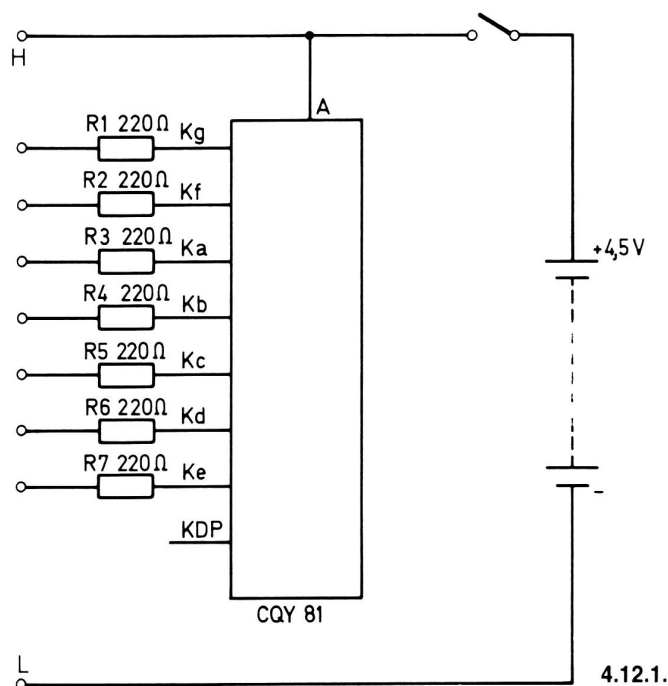 H
A
R1 220Ω Kg
R2 220Ω Kf
R3 220Ω Ka
+4,5V
R4 220Ω Kb
R5 220Ω Kc
R6 220Ω Kd
R7 220Ω Ke
-
KDP
CQY 81
L
4.12.1.